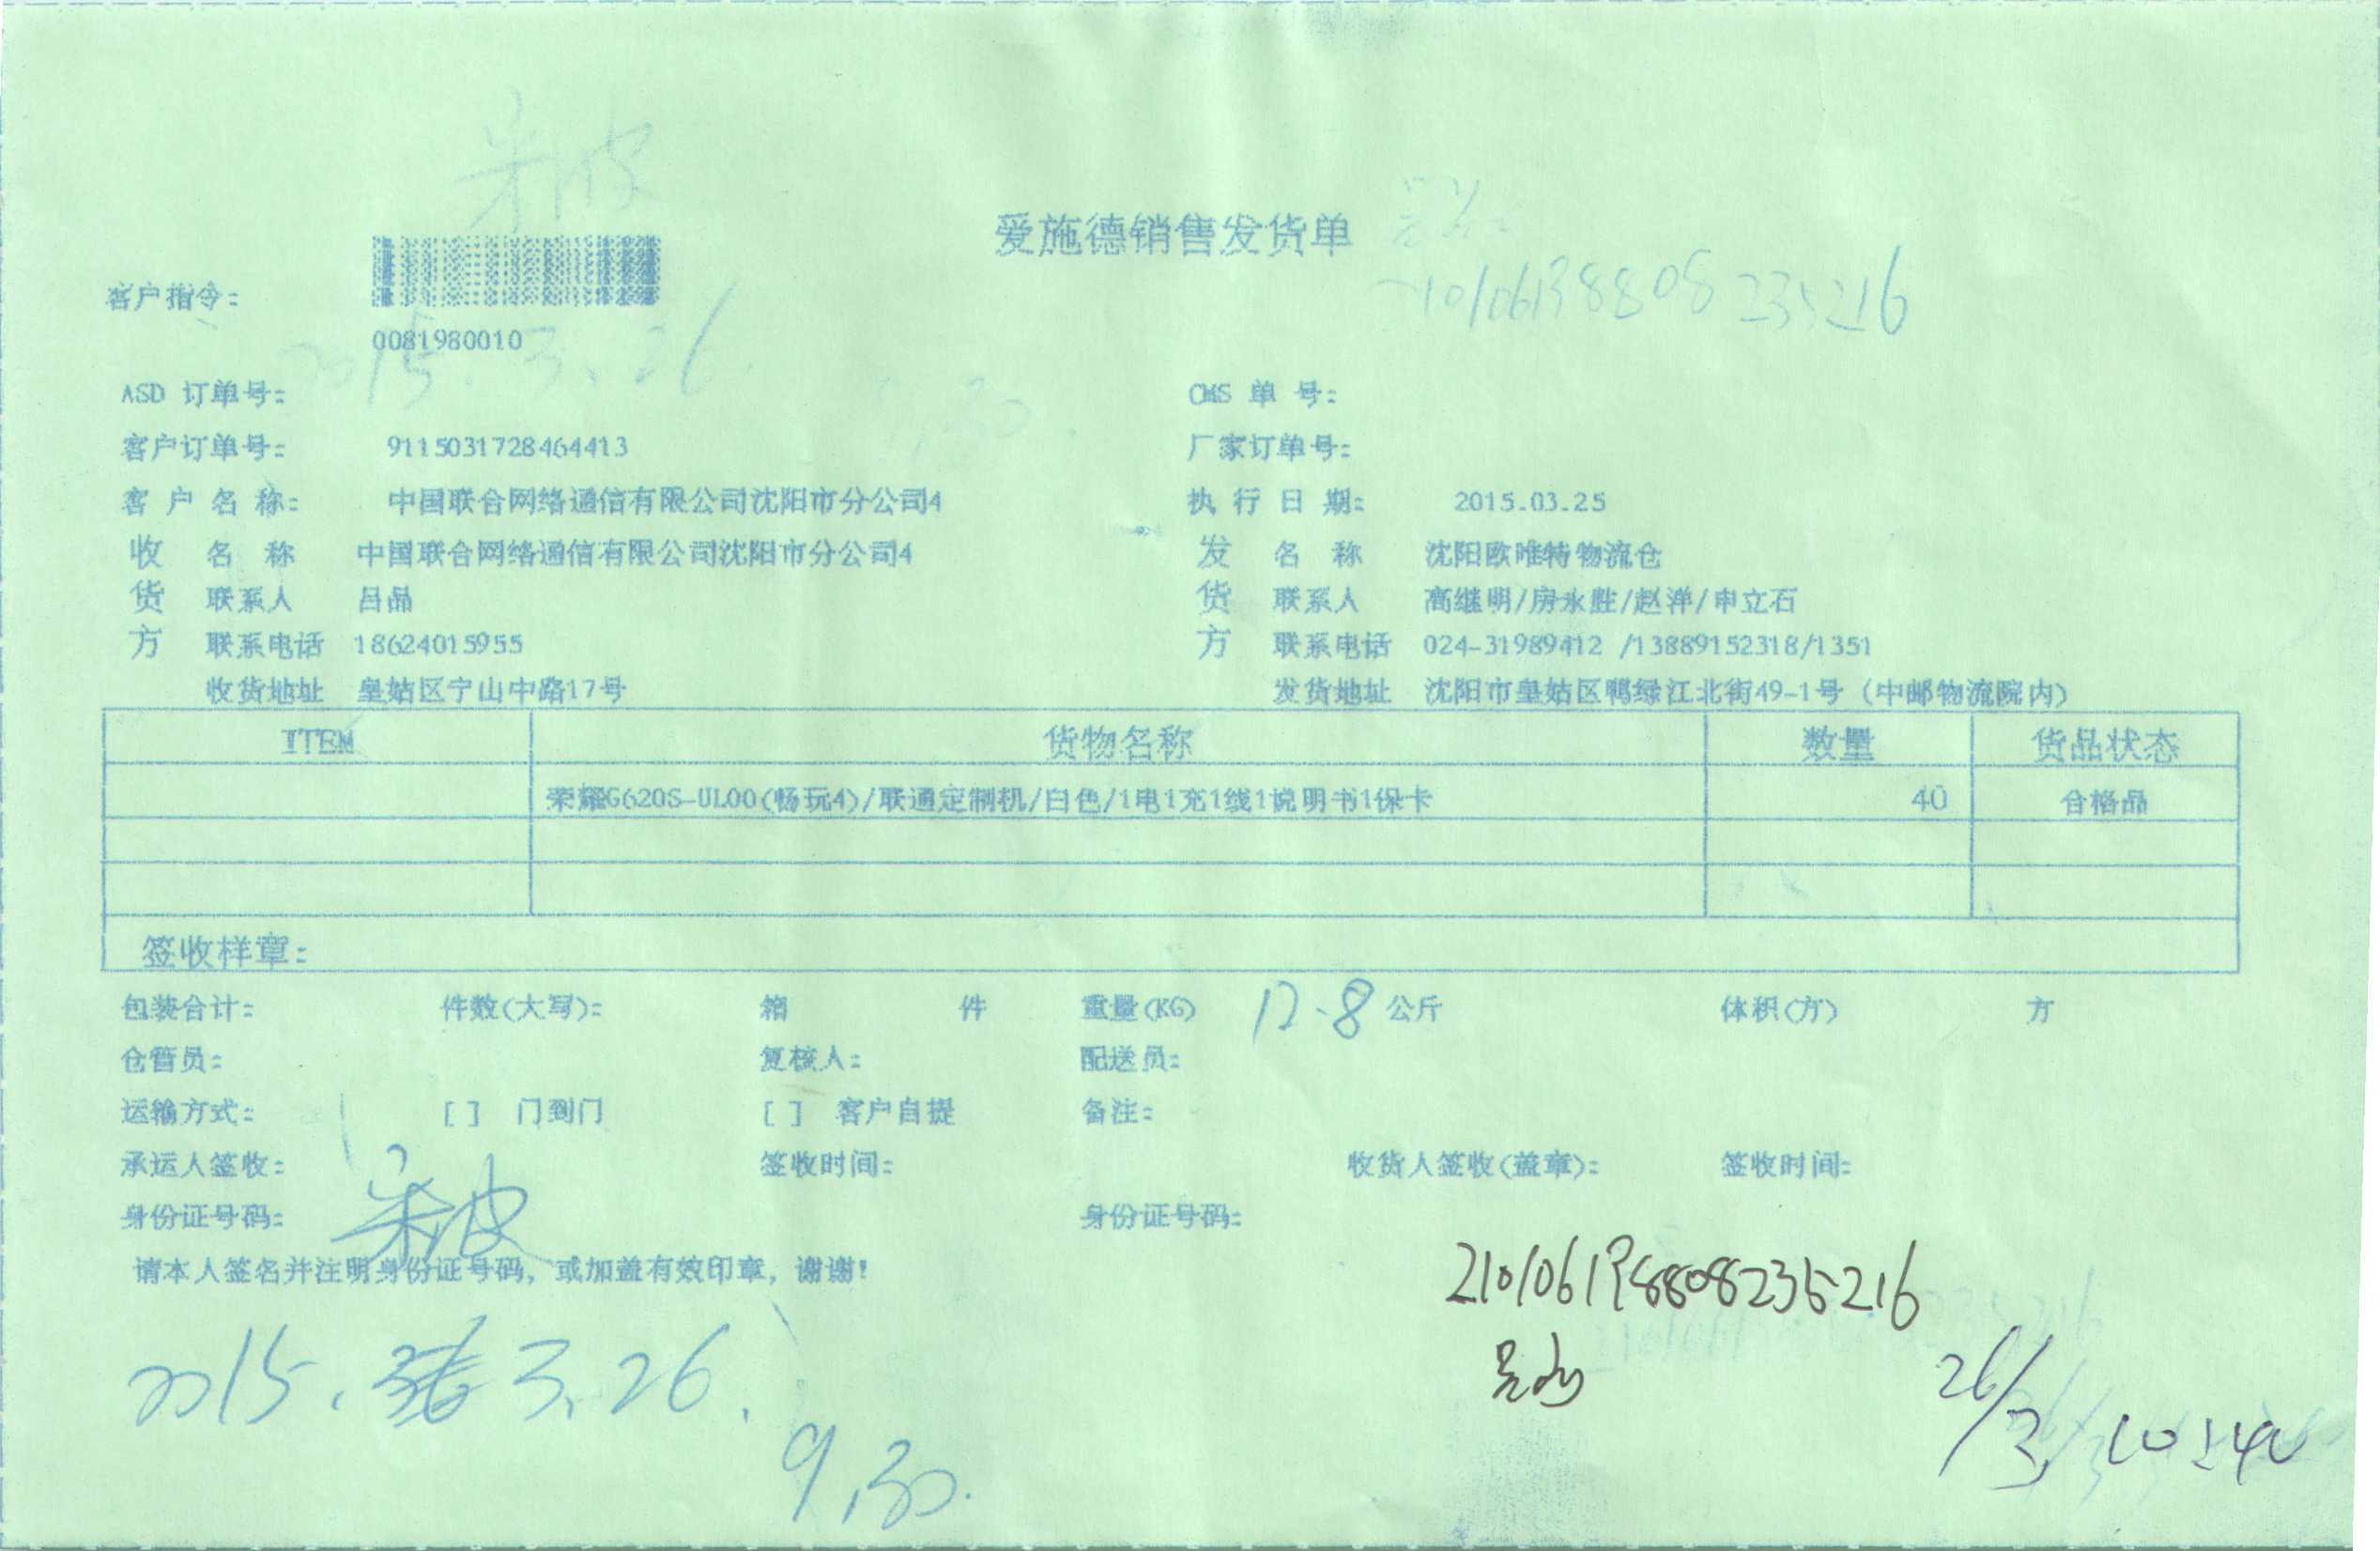 爱施德销售发货单
客户指令:
0081980010
ASD 订单号: OMS 单 号:
客户订单号: 9115031728464413 厂家订单号:
客 户 名 称: 中国联合网络通信有限公司沈阳市分公司4 执 行 日 期: 2015.03.25
收 名 称 中国联合网络通信有限公司沈阳市分公司4 发 名 称 沈阳欧唯特物流仓
货 联系人 吕晶 货 联系人 高继明/房永胜/赵洋/申立石
方 联系电话 18624015955 方 联系电话 024-31989412 /13889152318/1351
收货地址 皇姑区宁山中路17号 发货地址 沈阳市皇姑区鸭绿江北街49-1号 (中邮物流院内)
ITEM 货物名称 数量 货品状态
荣耀G620S-UL00(畅玩4)/联通定制机/白色/1电1充1线1说明书1保卡 40 合格品
签收样章:
包装合计: 件数(大写): 箱 件 重量(KG) 12.8 公斤 体积(方) 方
仓管员: 复核人: 配送员:
运输方式: [ ] 门到门 [ ] 客户自提 备注:
承运人签收: 签收时间: 收货人签收(盖章): 签收时间:
身份证号码: 朱波 身份证号码:
请本人签名并注明身份证号码, 或加盖有效印章, 谢谢!
210106198808235216
2015. 3.26.
26/3 10:40
9.30.